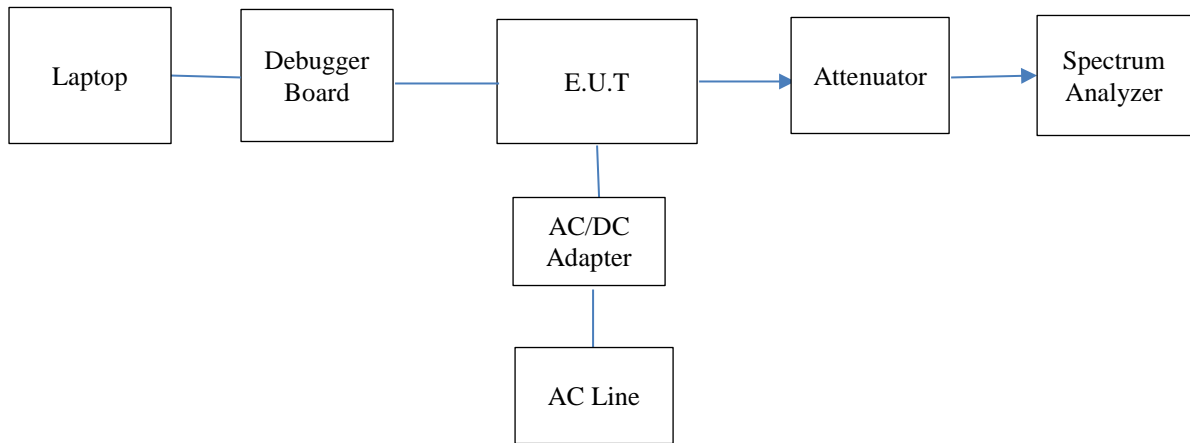 Laptop
Debugger
Board
E.U.T
Attenuator
Spectrum
Analyzer
AC/DC
Adapter
AC Line